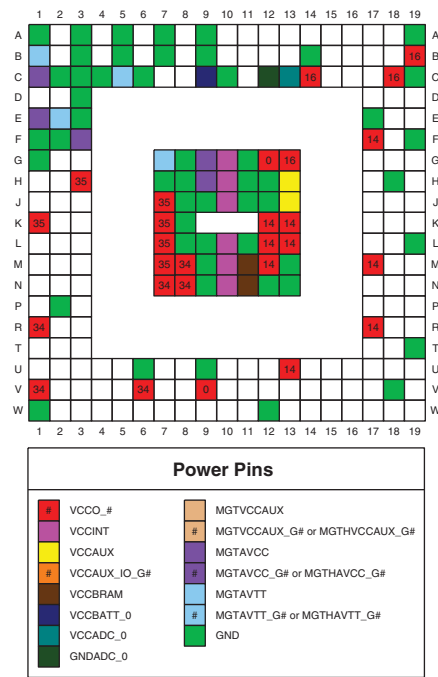 1 2 3 4 5 6 7 8 9 10 11 12 13 14 15 16 17 18 19
A A
B 16 B
C 14 16 C
D D
E E
F 14 F
G 0 16 G
H 35 H
J 35 J
K 35 35 14 14 K
L 35 14 14 L
M 35 34 14 14 M
N 34 34 N
P P
R 34 14 R
T T
U 14 U
V 34 34 0 V
W W
1 2 3 4 5 6 7 8 9 10 11 12 13 14 15 16 17 18 19
Power Pins
# VCCO_#
VCCINT
VCCAUX
# VCCAUX_IO_G#
VCCBRAM
VCCBATT_0
VCCADC_0
GNDADC_0
MGTVCCAUX
# MGTVCCAUX_G# or MGTHVCCAUX_G#
MGTAVCC
# MGTAVCC_G# or MGTHAVCC_G#
MGTAVTT
# MGTAVTT_G# or MGTHAVTT_G#
GND